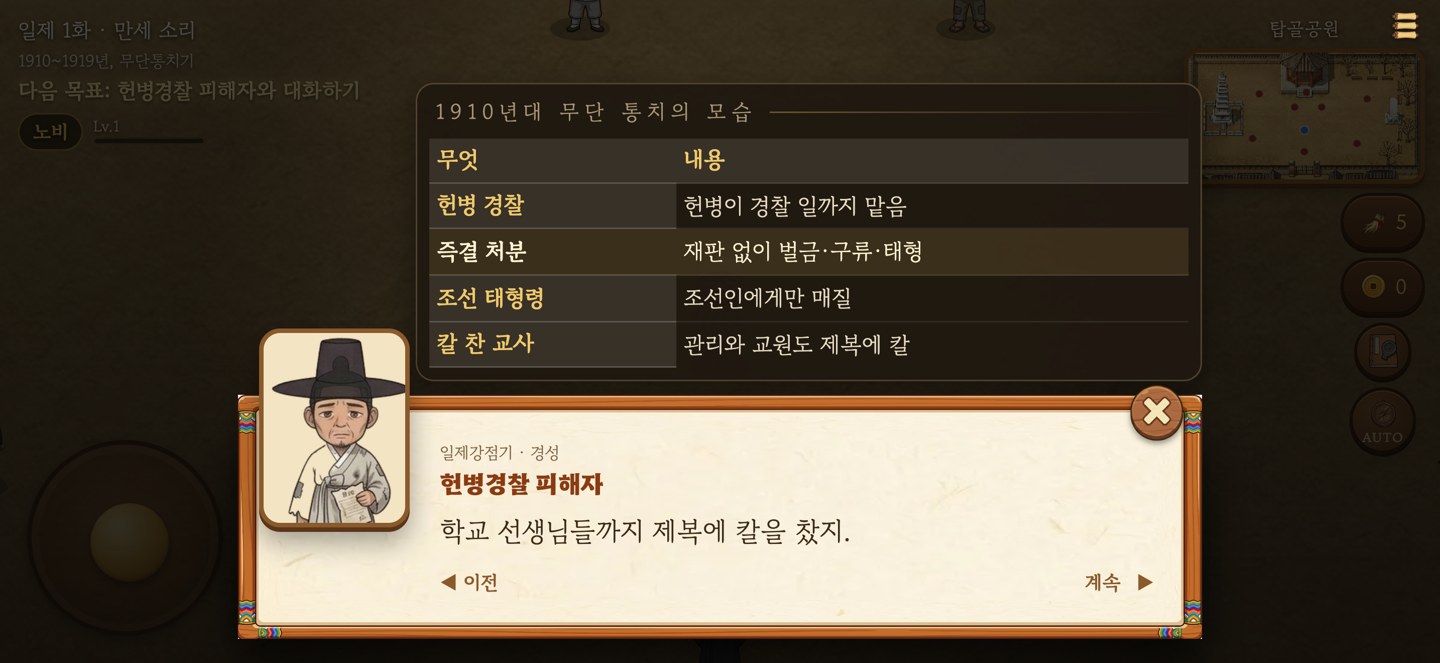 일제 1화 · 만세 소리
1910~1919년, 무단통치기
다음 목표: 헌병경찰 피해자와 대화하기
노비 Lv.1
탑골공원
5
0
AUTO
1910년대 무단 통치의 모습
무엇 내용
헌병 경찰 헌병이 경찰 일까지 맡음
즉결 처분 재판 없이 벌금·구류·태형
조선 태형령 조선인에게만 매질
칼 찬 교사 관리와 교원도 제복에 칼
일제강점기 · 경성
헌병경찰 피해자
학교 선생님들까지 제복에 칼을 찼지.
◀ 이전 계속 ▶